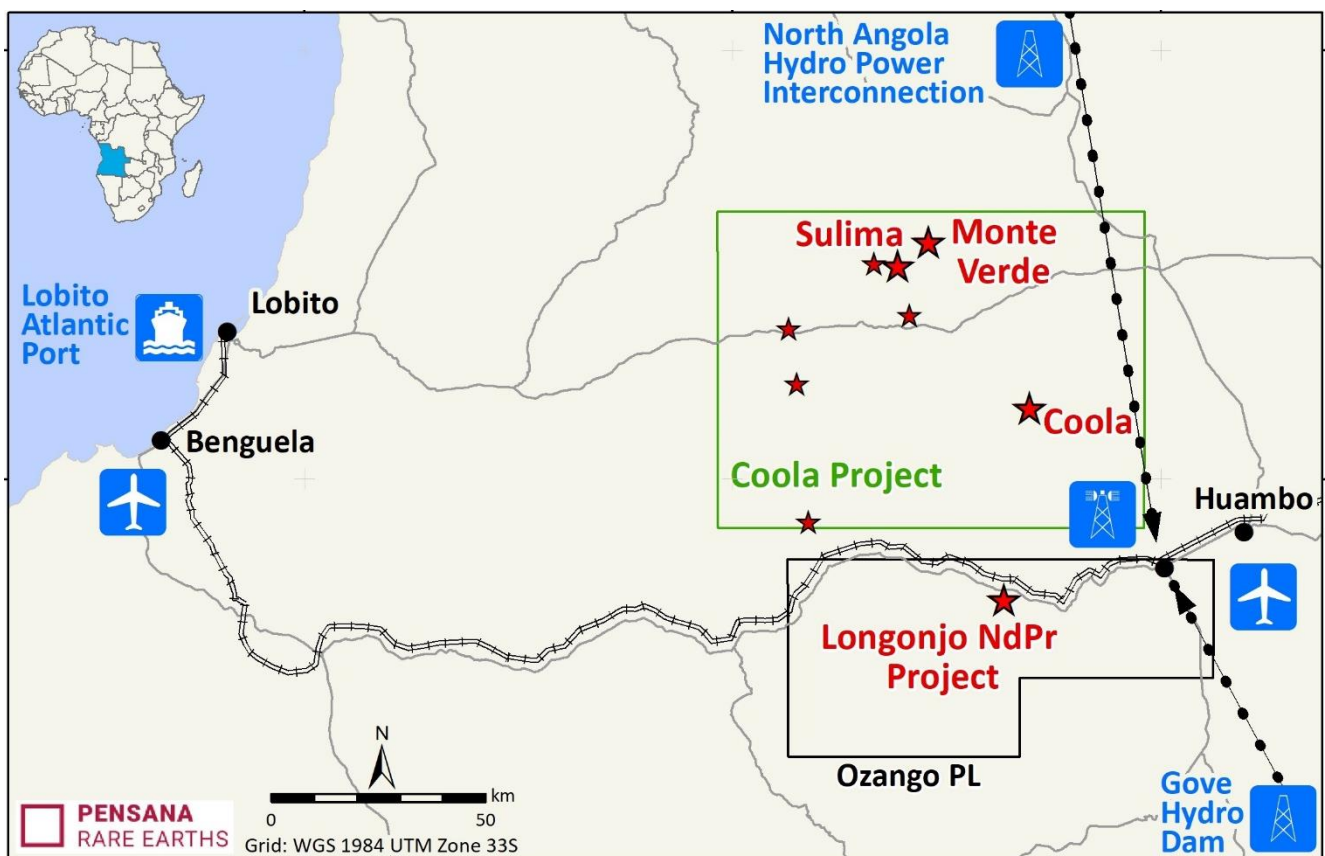 North Angola
Hydro Power
Interconnection
Sulima
Monte
Verde
Lobito
Atlantic
Port
Lobito
Benguela
Coola
Coola Project
Huambo
Longonjo NdPr
Project
Ozango PL
Gove
Hydro
Dam
N
km
0 50
Grid: WGS 1984 UTM Zone 33S
PENSANA
RARE EARTHS